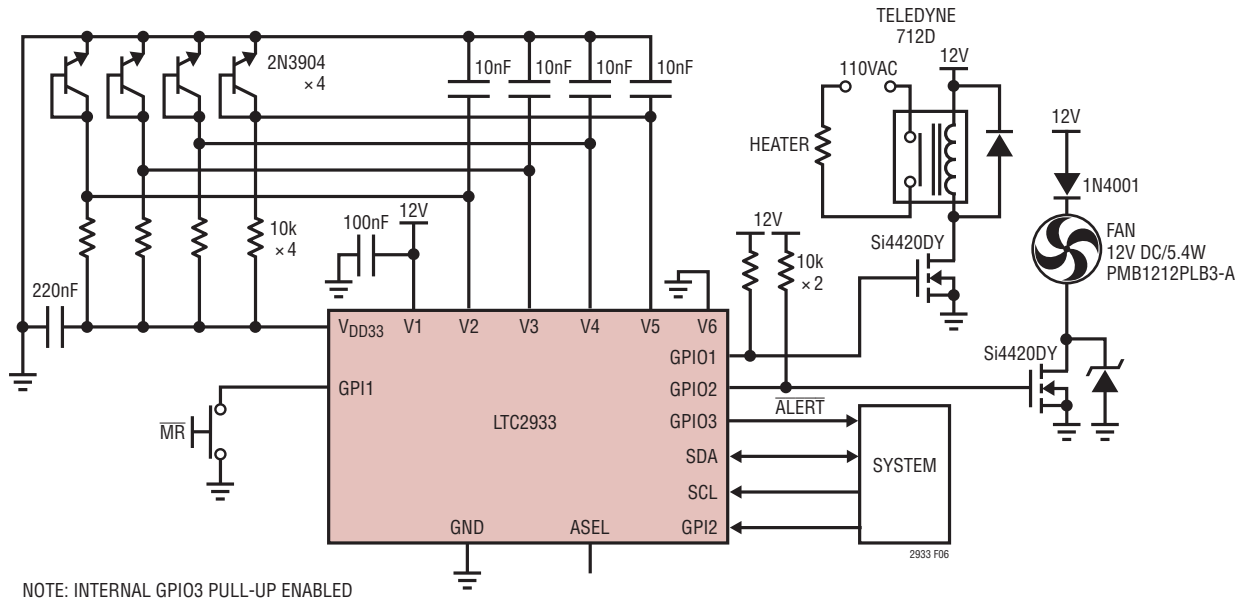 TELEDYNE
712D
2N3904
×4
10nF
10nF
10nF
10nF
110VAC
12V
12V
HEATER
1N4001
100nF
12V
10k
×4
12V
10k
×2
Si4420DY
FAN
12V DC/5.4W
PMB1212PLB3-A
220nF
VDD33
V1
V2
V3
V4
V5
V6
GPIO1
Si4420DY
GPI1
GPIO2
ALERT
MR
LTC2933
GPIO3
SDA
SYSTEM
SCL
GND
ASEL
GPI2
2933 F06
NOTE: INTERNAL GPIO3 PULL-UP ENABLED